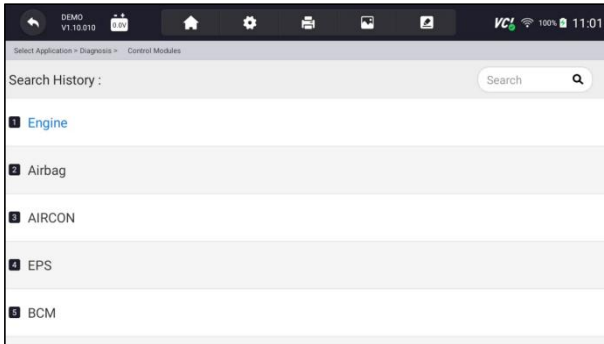 DEMO
V1.10.010
0.0V
VC! 100% 11:01
Select Application > Diagnosis > Control Modules
Search History :
Search
1 Engine
2 Airbag
3 AIRCON
4 EPS
5 BCM